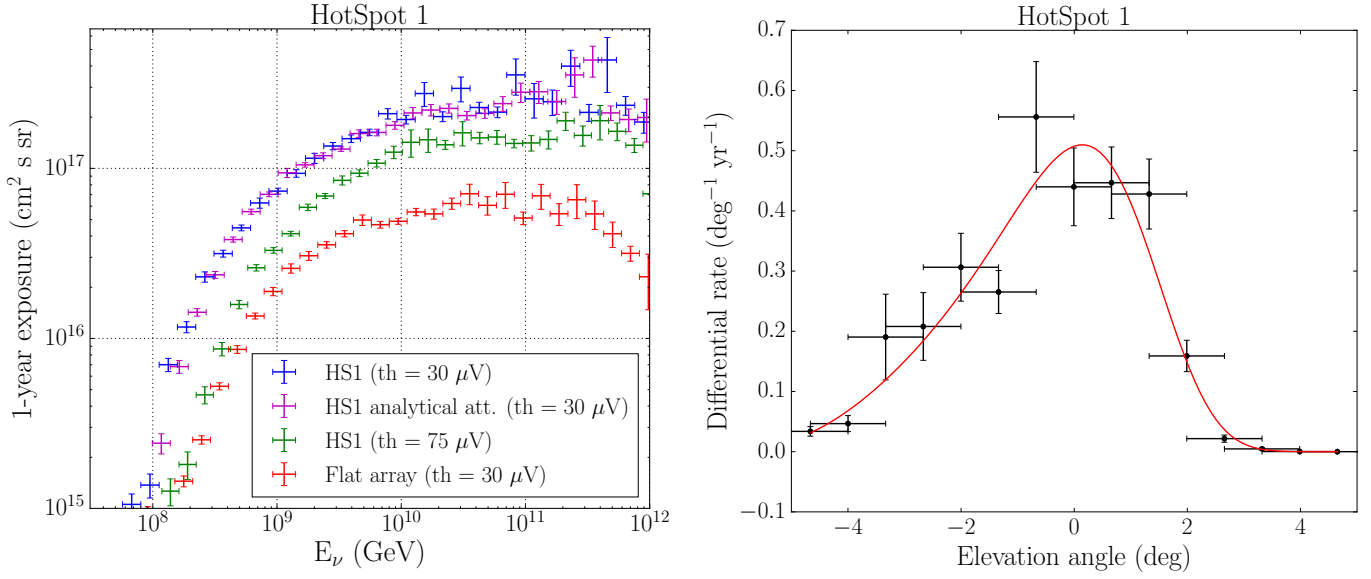 HotSpot 1
1-year exposure (cm² s sr)
10¹⁷
10¹⁶
10¹⁵
HS1 (th = 30 μV)
HS1 analytical att. (th = 30 μV)
HS1 (th = 75 μV)
Flat array (th = 30 μV)
10⁸ 10⁹ 10¹⁰ 10¹¹ 10¹²
E_ν (GeV)
HotSpot 1
Differential rate (deg⁻¹ yr⁻¹)
0.7
0.6
0.5
0.4
0.3
0.2
0.1
0.0
−0.1
−4 −2 0 2 4
Elevation angle (deg)